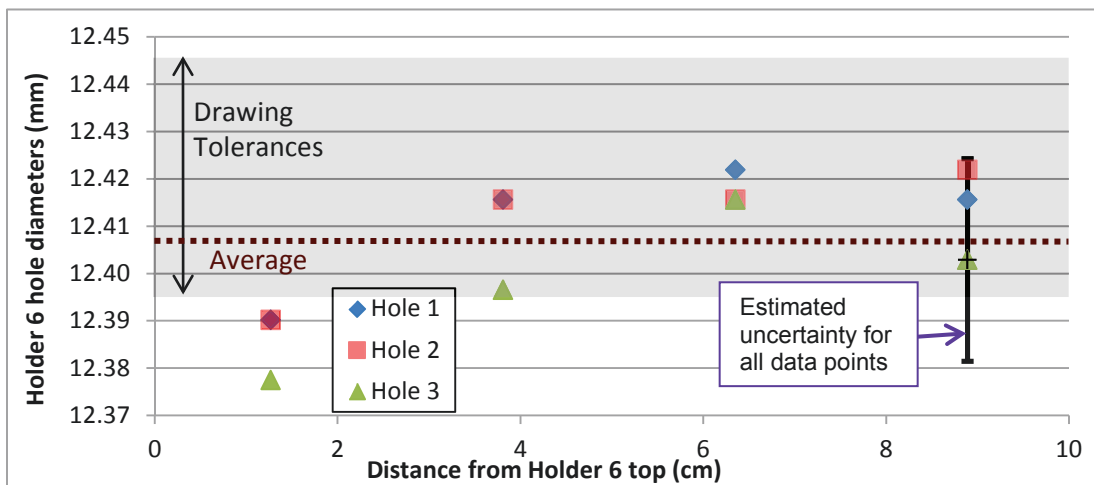 Holder 6 hole diameters (mm)
12.45
12.44
12.43
12.42
12.41
12.40
12.39
12.38
12.37
Drawing
Tolerances
Average
Hole 1
Hole 2
Hole 3
Estimated
uncertainty for
all data points
0
2
4
6
8
10
Distance from Holder 6 top (cm)